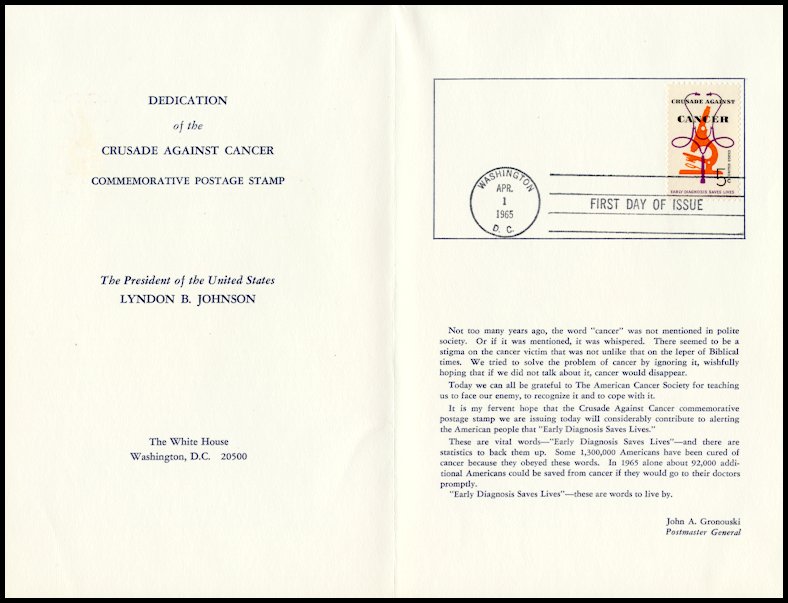 DEDICATION
of the
CRUSADE AGAINST CANCER
COMMEMORATIVE POSTAGE STAMP
The President of the United States
LYNDON B. JOHNSON
The White House
Washington, D.C. 20500
CRUSADE AGAINST
CANCER
5¢
UNITED STATES
EARLY DIAGNOSIS SAVES LIVES
WASHINGTON
APR.
1
1965
D. C.
FIRST DAY OF ISSUE
Not too many years ago, the word "cancer" was not mentioned in polite
society. Or if it was mentioned, it was whispered. There seemed to be a
stigma on the cancer victim that was not unlike that on the leper of Biblical
times. We tried to solve the problem of cancer by ignoring it, wishfully
hoping that if we did not talk about it, cancer would disappear.
Today we can all be grateful to The American Cancer Society for teaching
us to face our enemy, to recognize it and to cope with it.
It is my fervent hope that the Crusade Against Cancer commemorative
postage stamp we are issuing today will considerably contribute to alerting
the American people that "Early Diagnosis Saves Lives."
These are vital words—"Early Diagnosis Saves Lives"—and there are
statistics to back them up. Some 1,300,000 Americans have been cured of
cancer because they obeyed these words. In 1965 alone about 92,000 addi-
tional Americans could be saved from cancer if they would go to their doctors
promptly.
"Early Diagnosis Saves Lives"—these are words to live by.
John A. Gronouski
Postmaster General